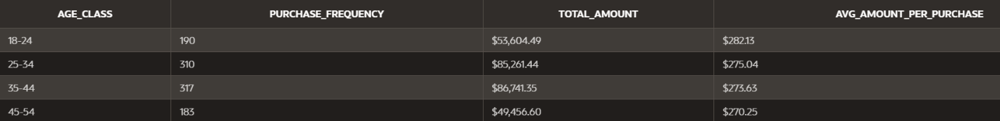 AGE_CLASS PURCHASE_FREQUENCY TOTAL_AMOUNT AVG_AMOUNT_PER_PURCHASE
18-24 190 $53,604.49 $282.13
25-34 310 $85,261.44 $275.04
35-44 317 $86,741.35 $273.63
45-54 183 $49,456.60 $270.25